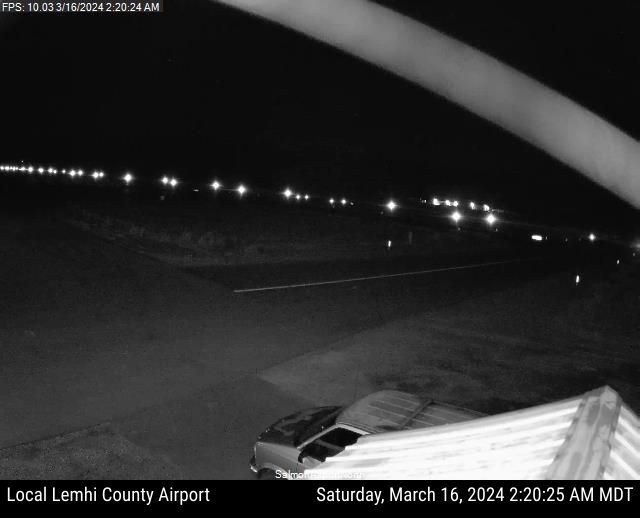 FPS: 10.03 3/16/2024 2:20:24 AM
Local Lemhi County Airport
Saturday, March 16, 2024 2:20:25 AM MDT